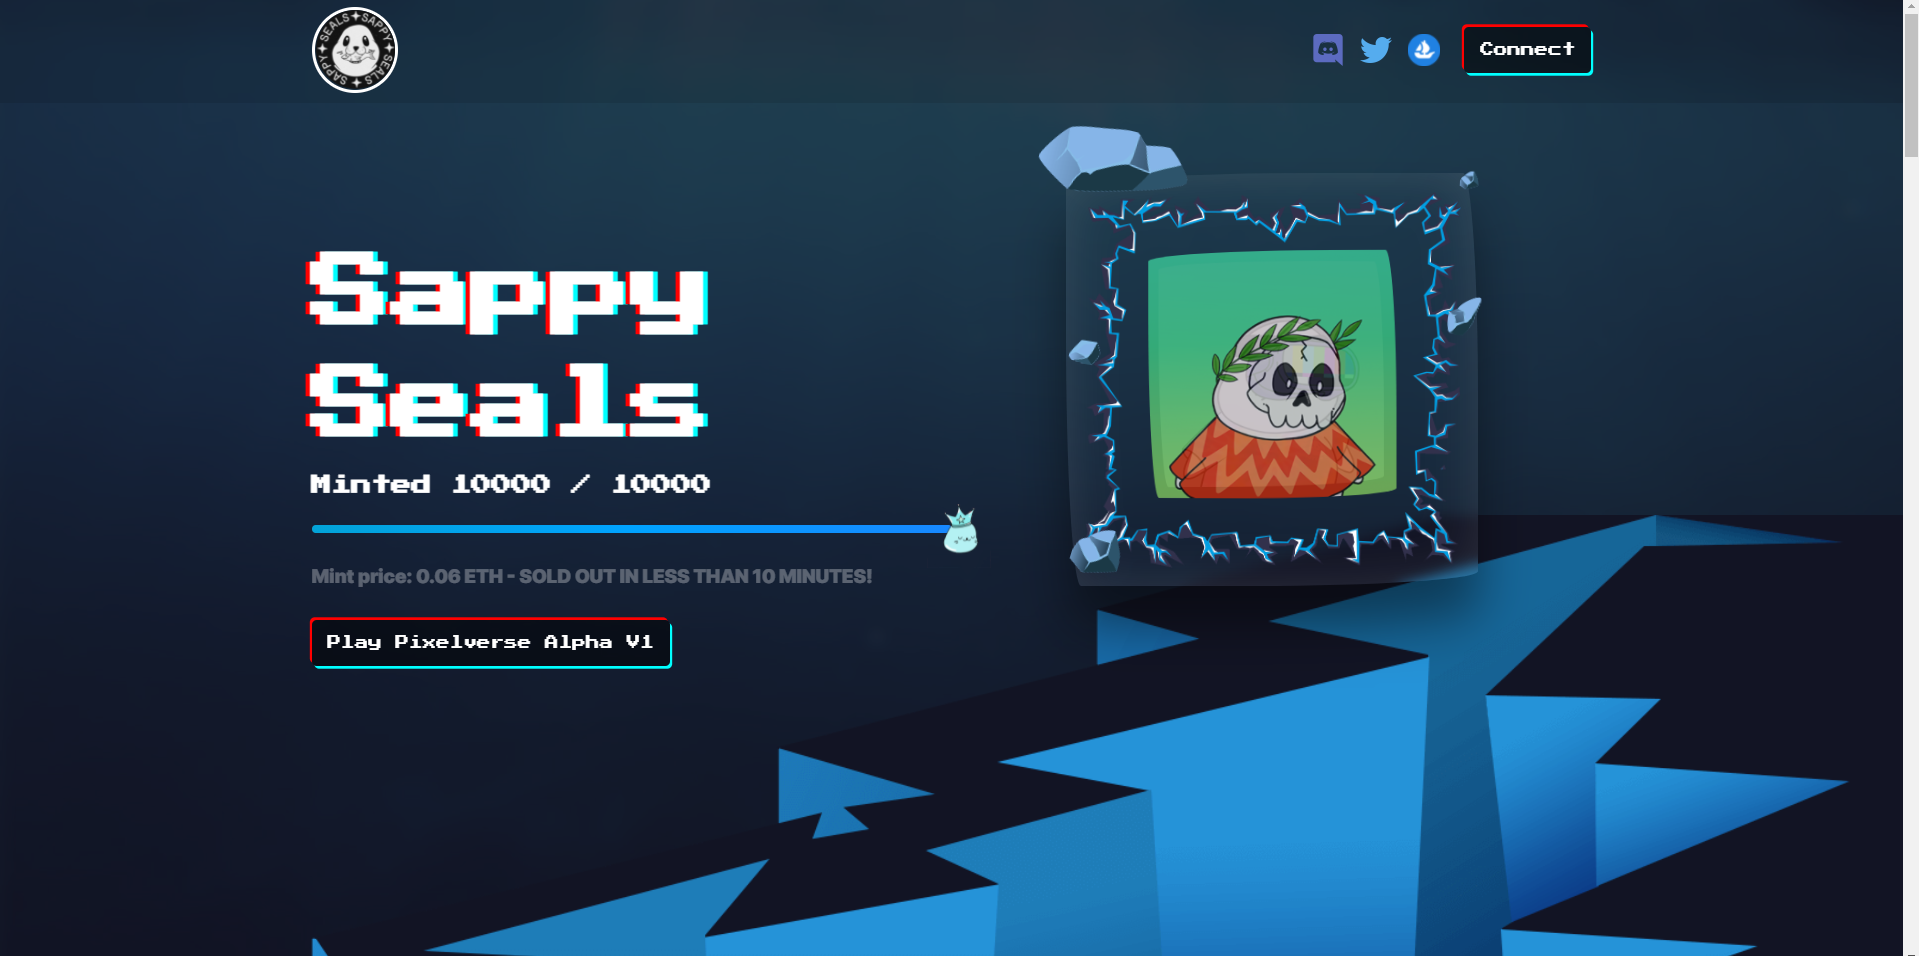 SEALS SAPPY SEALS SAPPY
Connect
Sappy
Seals
Minted 10000 / 10000
Mint price: 0.06 ETH - SOLD OUT IN LESS THAN 10 MINUTES!
Play Pixelverse Alpha V1